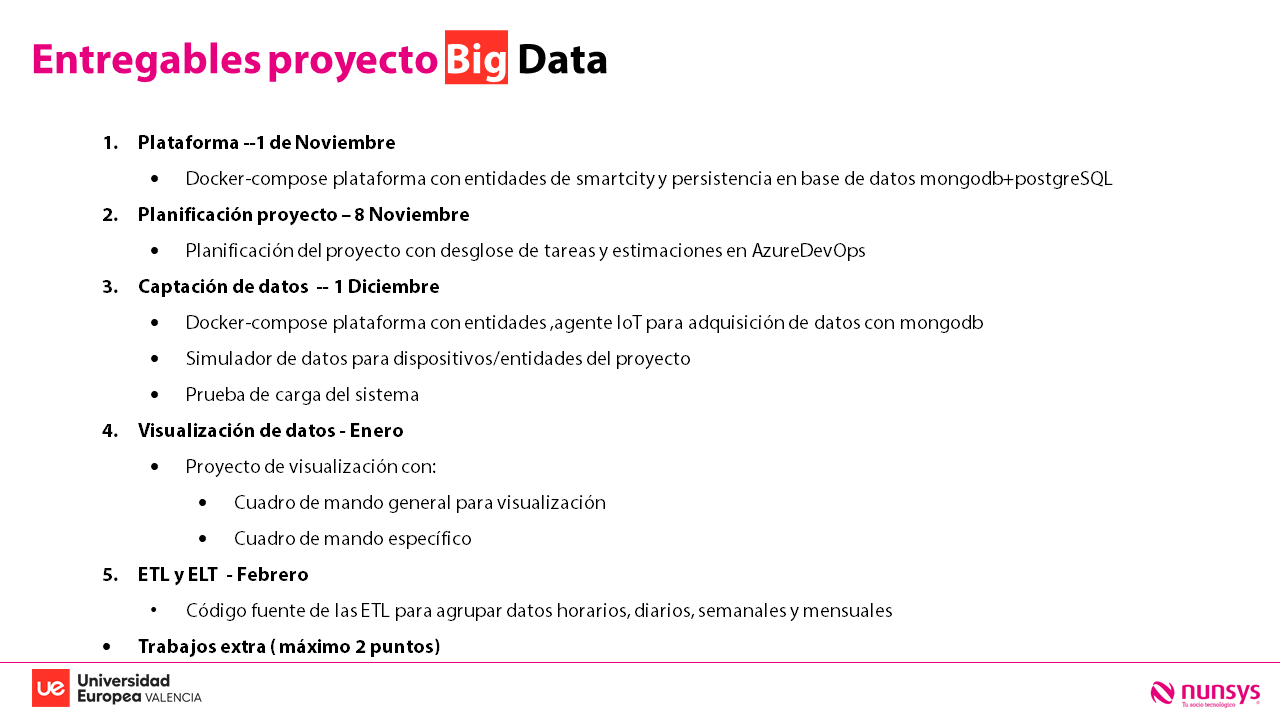 Entregables proyecto Big Data
1. Plataforma --1 de Noviembre
• Docker-compose plataforma con entidades de smartcity y persistencia en base de datos mongodb+postgreSQL
2. Planificación proyecto – 8 Noviembre
• Planificación del proyecto con desglose de tareas y estimaciones en AzureDevOps
3. Captación de datos -- 1 Diciembre
• Docker-compose plataforma con entidades ,agente IoT para adquisición de datos con mongodb
• Simulador de datos para dispositivos/entidades del proyecto
• Prueba de carga del sistema
4. Visualización de datos - Enero
• Proyecto de visualización con:
• Cuadro de mando general para visualización
• Cuadro de mando específico
5. ETL y ELT - Febrero
• Código fuente de las ETL para agrupar datos horarios, diarios, semanales y mensuales
• Trabajos extra ( máximo 2 puntos)
ue Universidad
Europea VALENCIA
nunsys
Tu socio tecnológico